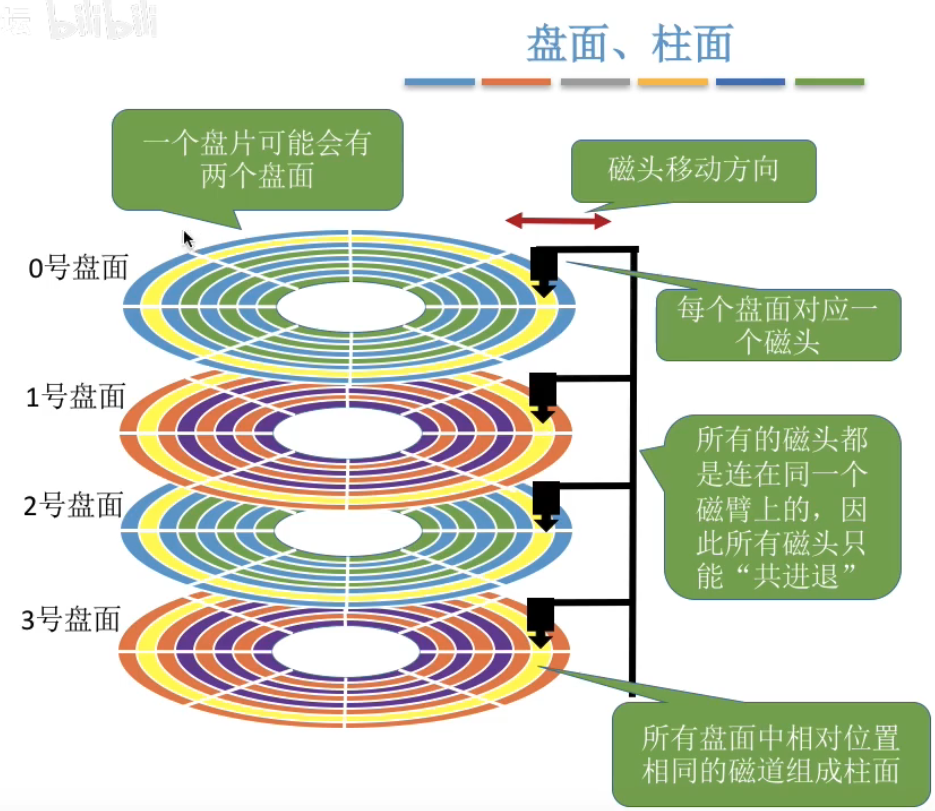 坛 bilibili
盘面、柱面
一个盘片可能会有
两个盘面
磁头移动方向
0号盘面
每个盘面对应一
个磁头
1号盘面
所有的磁头都
是连在同一个
磁臂上的，因
此所有磁头只
能“共进退”
2号盘面
3号盘面
所有盘面中相对位置
相同的磁道组成柱面